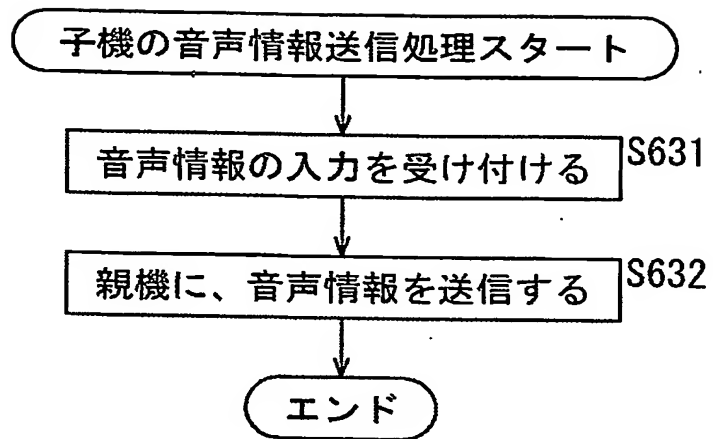 子機の音声情報送信処理スタート
音声情報の入力を受け付ける
S631
親機に、音声情報を送信する
S632
エンド